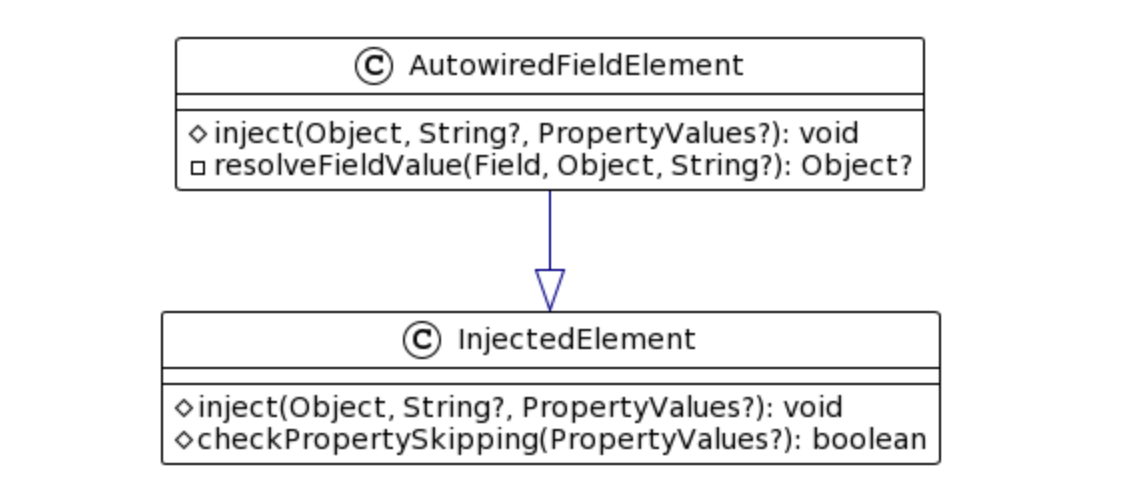 C AutowiredFieldElement
inject(Object, String?, PropertyValues?): void
resolveFieldValue(Field, Object, String?): Object?
C InjectedElement
inject(Object, String?, PropertyValues?): void
checkPropertySkipping(PropertyValues?): boolean